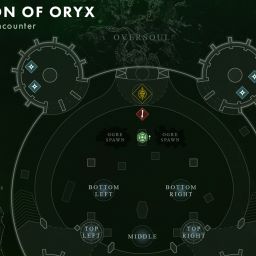 ON OF ORYX
ncounter
OVERSOUL
OGRE
SPAWN
OGRE
SPAWN
BOTTOM
LEFT
BOTTOM
RIGHT
TOP
LEFT
MIDDLE
TOP
RIGHT